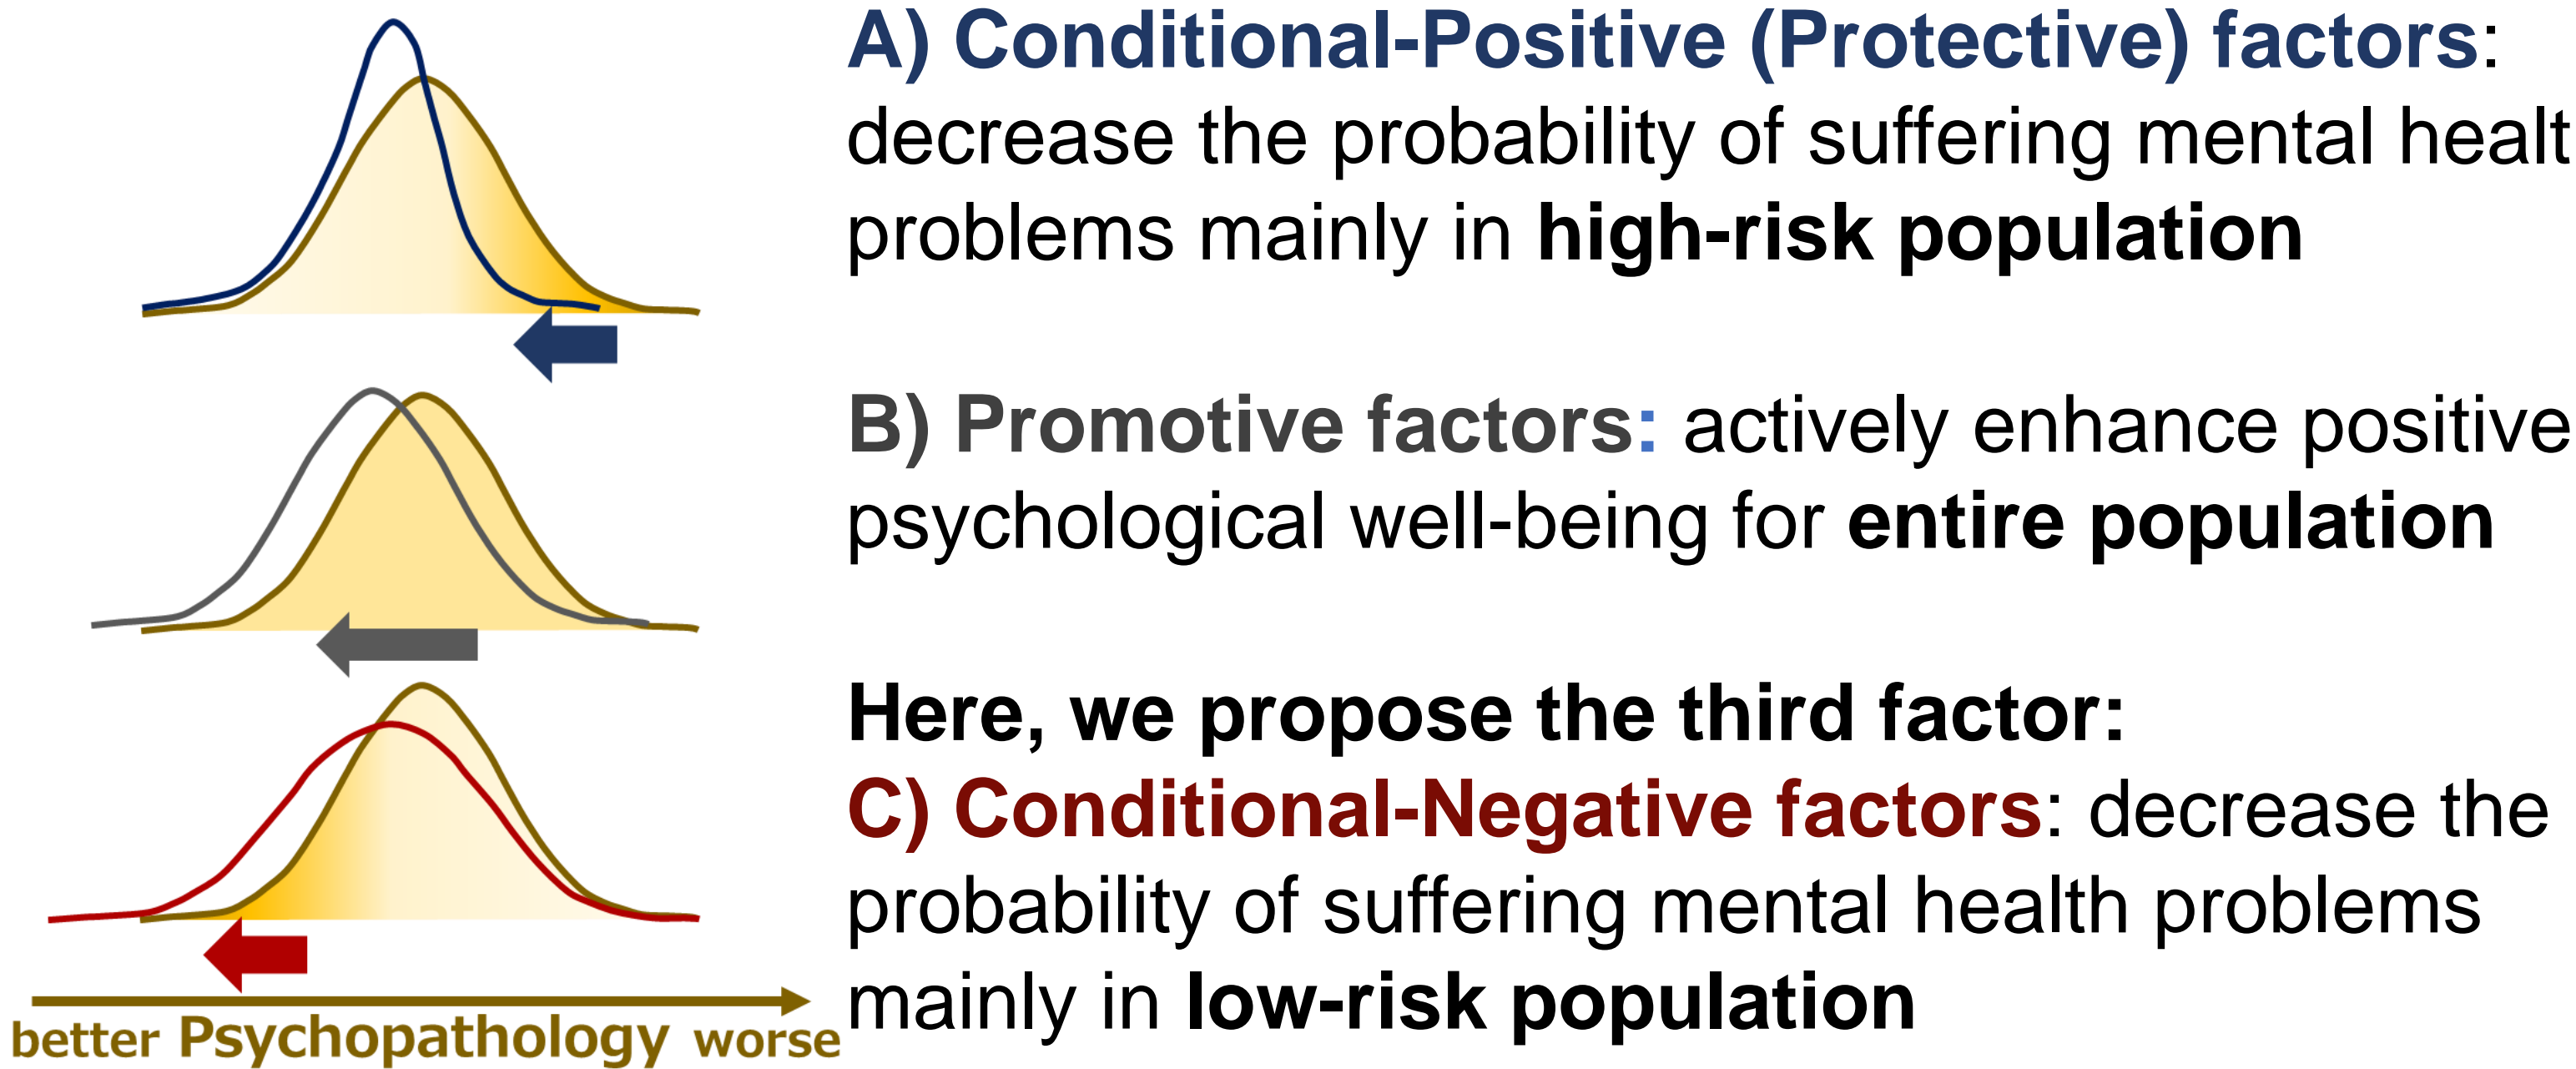 A) Conditional-Positive (Protective) factors:
decrease the probability of suffering mental healt
problems mainly in high-risk population
B) Promotive factors: actively enhance positive
psychological well-being for entire population
Here, we propose the third factor:
C) Conditional-Negative factors: decrease the
probability of suffering mental health problems
mainly in low-risk population
better Psychopathology worse